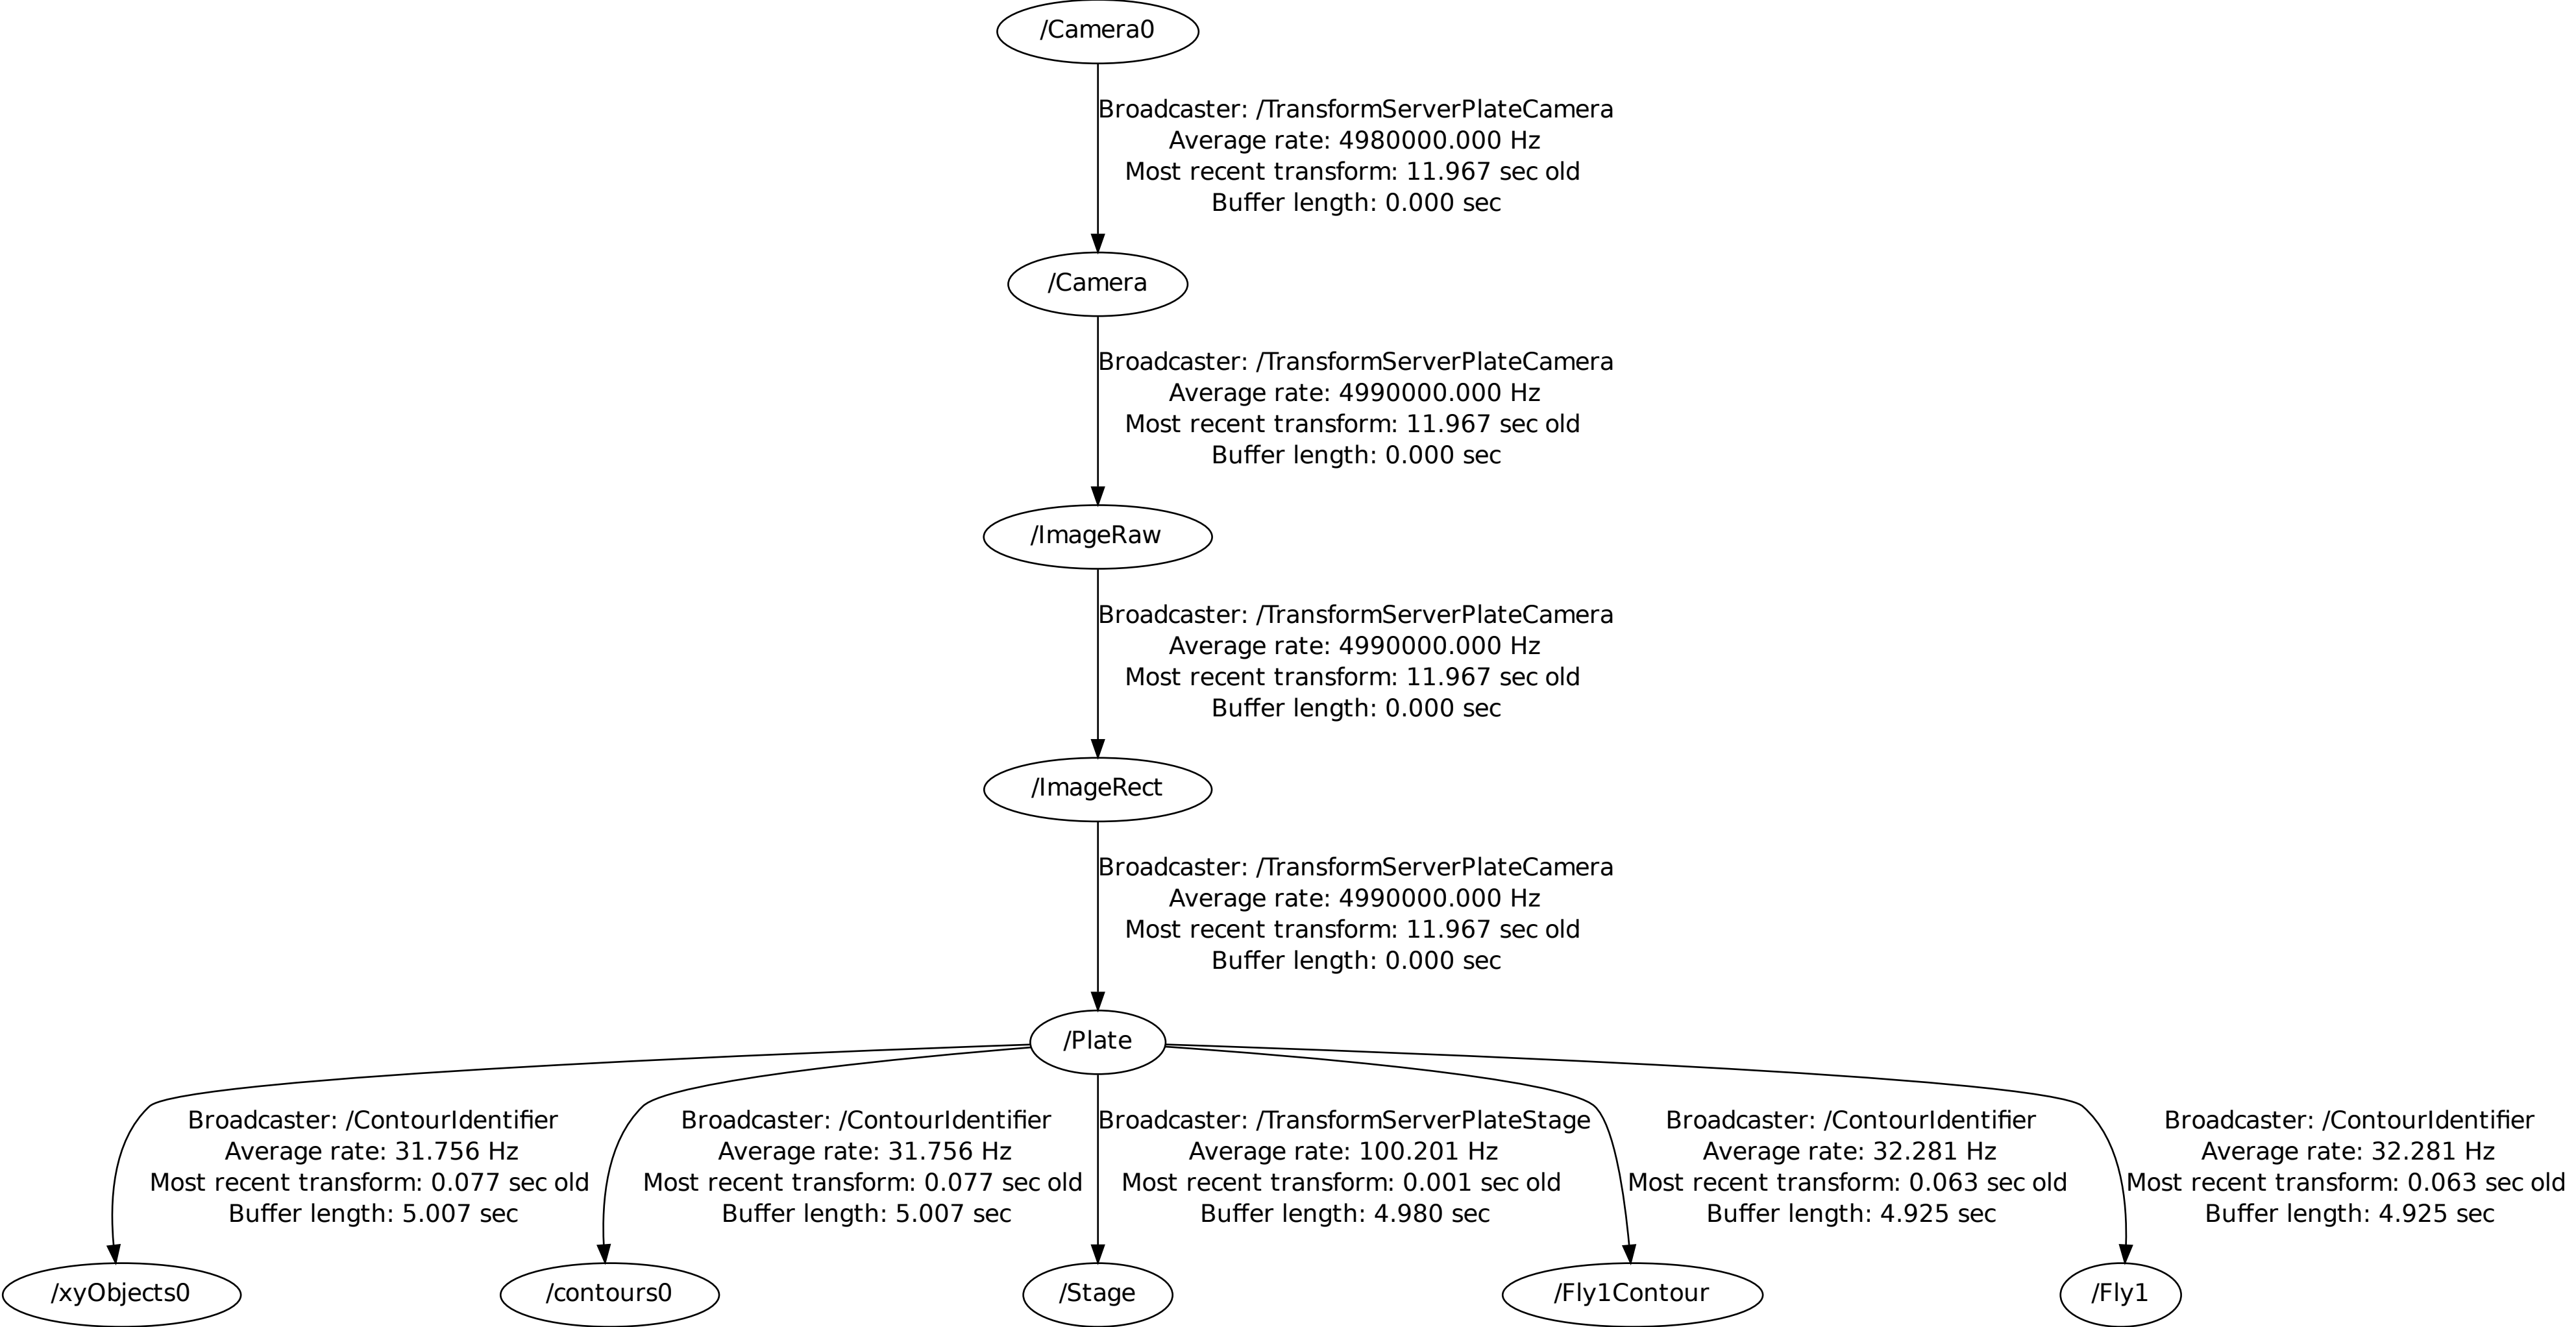 /Camera0
Broadcaster: /TransformServerPlateCamera
Average rate: 4980000.000 Hz
Most recent transform: 11.967 sec old
Buffer length: 0.000 sec
/Camera
Broadcaster: /TransformServerPlateCamera
Average rate: 4990000.000 Hz
Most recent transform: 11.967 sec old
Buffer length: 0.000 sec
/ImageRaw
Broadcaster: /TransformServerPlateCamera
Average rate: 4990000.000 Hz
Most recent transform: 11.967 sec old
Buffer length: 0.000 sec
/ImageRect
Broadcaster: /TransformServerPlateCamera
Average rate: 4990000.000 Hz
Most recent transform: 11.967 sec old
Buffer length: 0.000 sec
/Plate
Broadcaster: /ContourIdentifier
Average rate: 31.756 Hz
Most recent transform: 0.077 sec old
Buffer length: 5.007 sec
Broadcaster: /ContourIdentifier
Average rate: 31.756 Hz
Most recent transform: 0.077 sec old
Buffer length: 5.007 sec
Broadcaster: /TransformServerPlateStage
Average rate: 100.201 Hz
Most recent transform: 0.001 sec old
Buffer length: 4.980 sec
Broadcaster: /ContourIdentifier
Average rate: 32.281 Hz
Most recent transform: 0.063 sec old
Buffer length: 4.925 sec
Broadcaster: /ContourIdentifier
Average rate: 32.281 Hz
Most recent transform: 0.063 sec old
Buffer length: 4.925 sec
/xyObjects0
/contours0
/Stage
/Fly1Contour
/Fly1